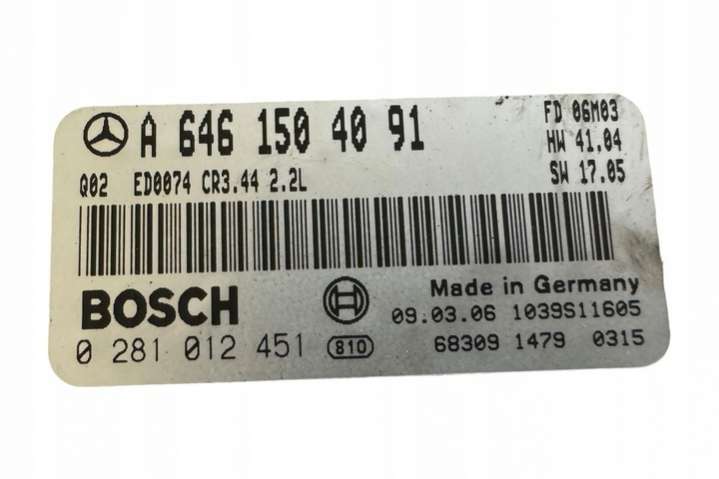 A 646 150 40 91 FD 06M03
HW 41.04
Q02 ED0074 CR3.44 2.2L SW 17.05
BOSCH Made in Germany
09.03.06 1039S11605
0 281 012 451 810 68309 1479 0315